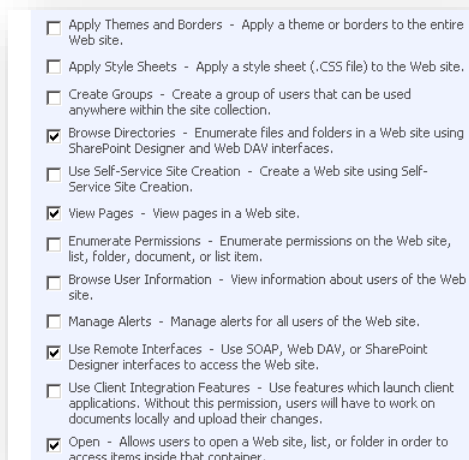 Apply Themes and Borders - Apply a theme or borders to the entire
Web site.
Apply Style Sheets - Apply a style sheet (.CSS file) to the Web site.
Create Groups - Create a group of users that can be used
anywhere within the site collection.
Browse Directories - Enumerate files and folders in a Web site using
SharePoint Designer and Web DAV interfaces.
Use Self-Service Site Creation - Create a Web site using Self-
Service Site Creation.
View Pages - View pages in a Web site.
Enumerate Permissions - Enumerate permissions on the Web site,
list, folder, document, or list item.
Browse User Information - View information about users of the Web
site.
Manage Alerts - Manage alerts for all users of the Web site.
Use Remote Interfaces - Use SOAP, Web DAV, or SharePoint
Designer interfaces to access the Web site.
Use Client Integration Features - Use features which launch client
applications. Without this permission, users will have to work on
documents locally and upload their changes.
Open - Allows users to open a Web site, list, or folder in order to
access items inside that container.